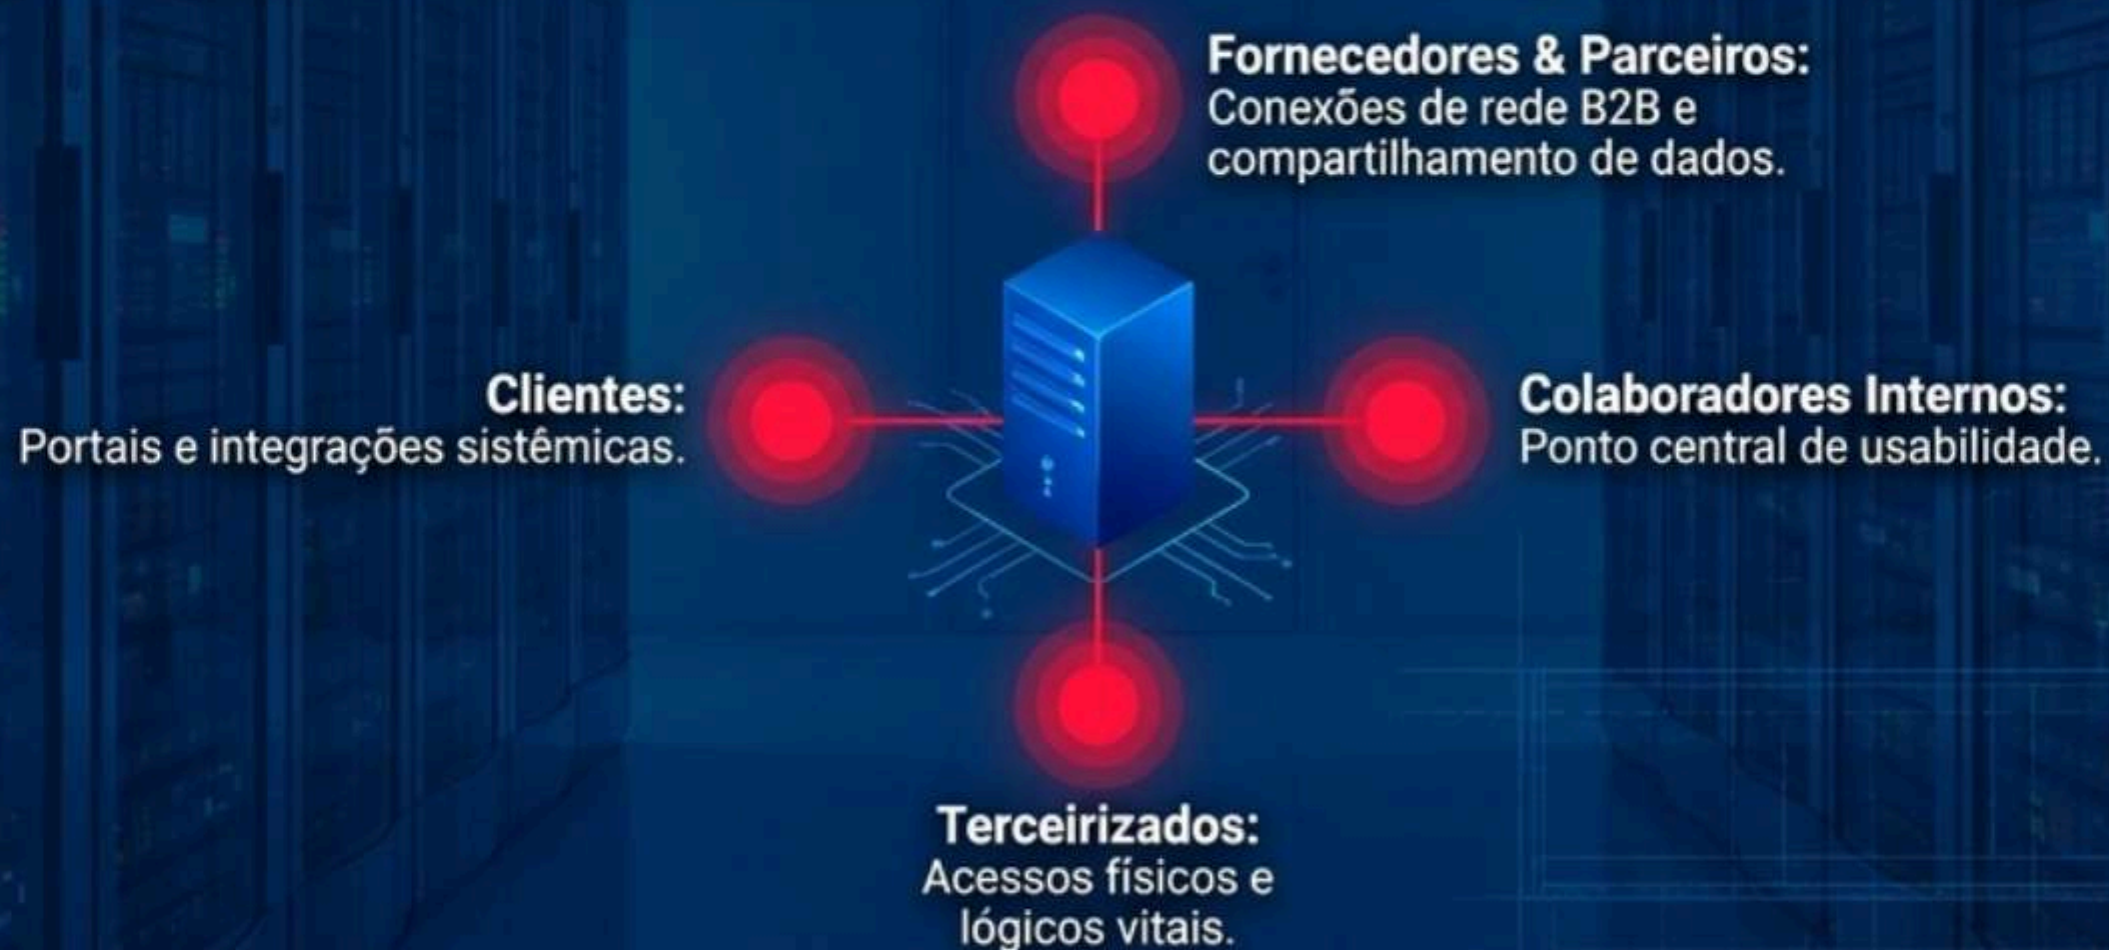 Fornecedores & Parceiros:
Conexões de rede B2B e
compartilhamento de dados.
Clientes:
Portais e integrações sistêmicas.
Colaboradores Internos:
Ponto central de usabilidade.
Terceirizados:
Acessos físicos e
lógicos vitais.